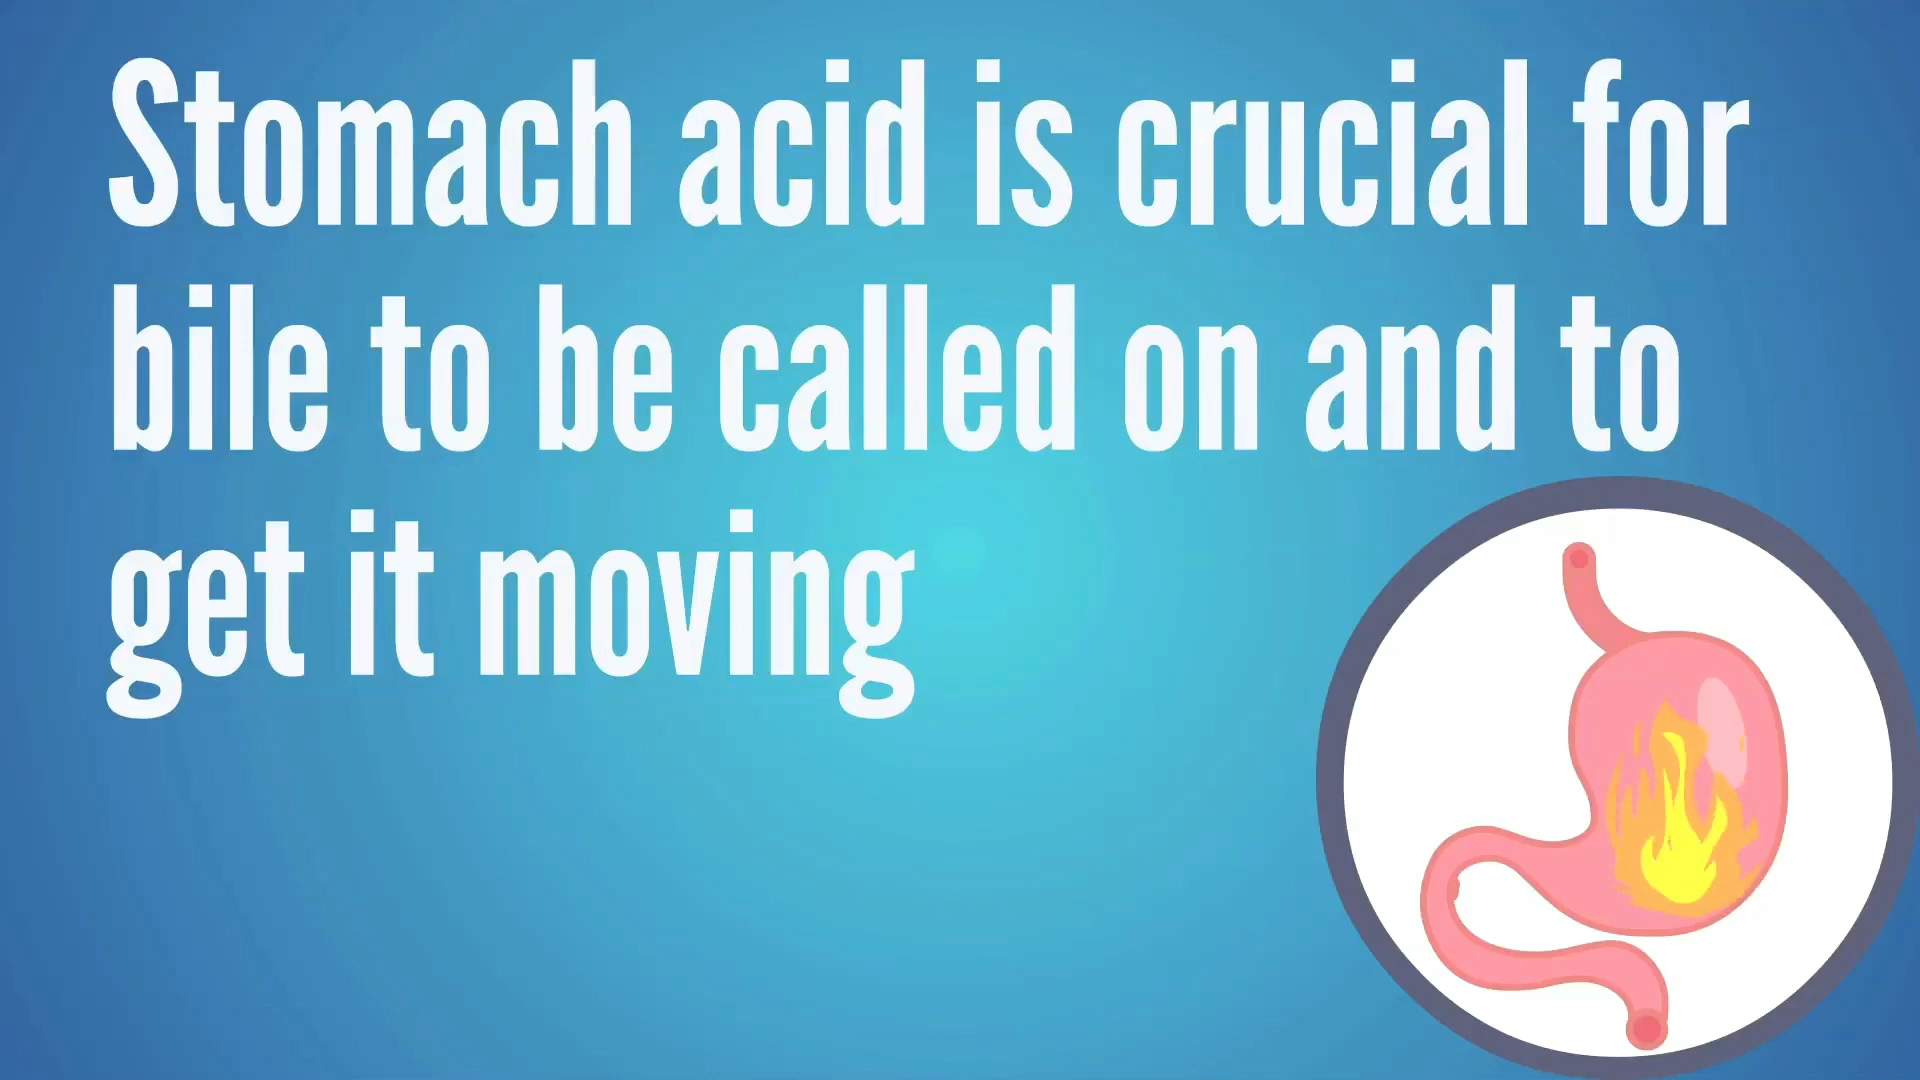 Stomach acid is crucial for
bile to be called on and to
get it moving